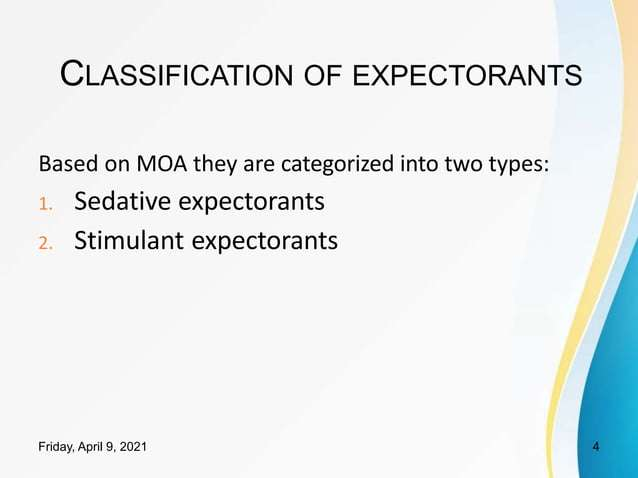 CLASSIFICATION OF EXPECTORANTS
Based on MOA they are categorized into two types:
1. Sedative expectorants
2. Stimulant expectorants
Friday, April 9, 2021 4